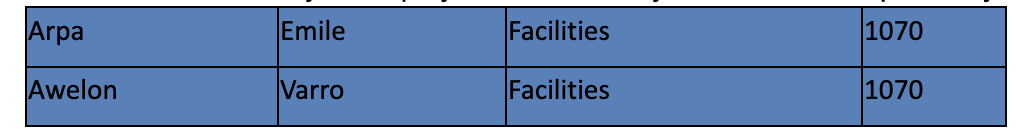 Arpa Emile Facilities 1070
Awelon Varro Facilities 1070